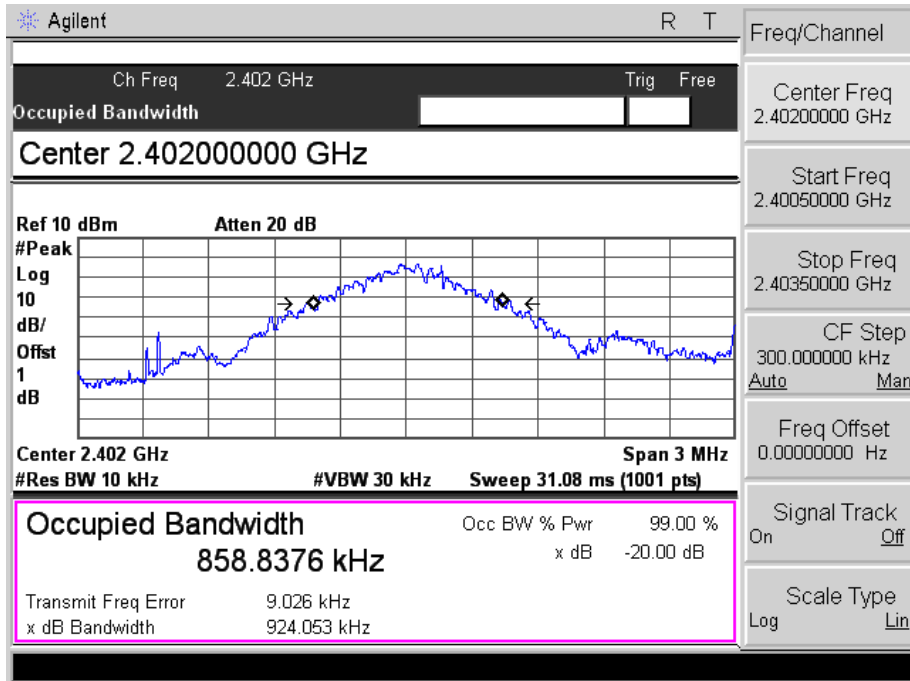 Agilent R T
Ch Freq 2.402 GHz Trig Free
Occupied Bandwidth
Center 2.402000000 GHz
Ref 10 dBm Atten 20 dB
#Peak
Log
10
dB/
Offst
1
dB
Center 2.402 GHz Span 3 MHz
#Res BW 10 kHz #VBW 30 kHz Sweep 31.08 ms (1001 pts)
Occupied Bandwidth Occ BW % Pwr 99.00 %
858.8376 kHz x dB -20.00 dB
Transmit Freq Error 9.026 kHz
x dB Bandwidth 924.053 kHz
Freq/Channel
Center Freq
2.40200000 GHz
Start Freq
2.40050000 GHz
Stop Freq
2.40350000 GHz
CF Step
300.000000 kHz
Auto Man
Freq Offset
0.00000000 Hz
Signal Track
On Off
Scale Type
Log Lin